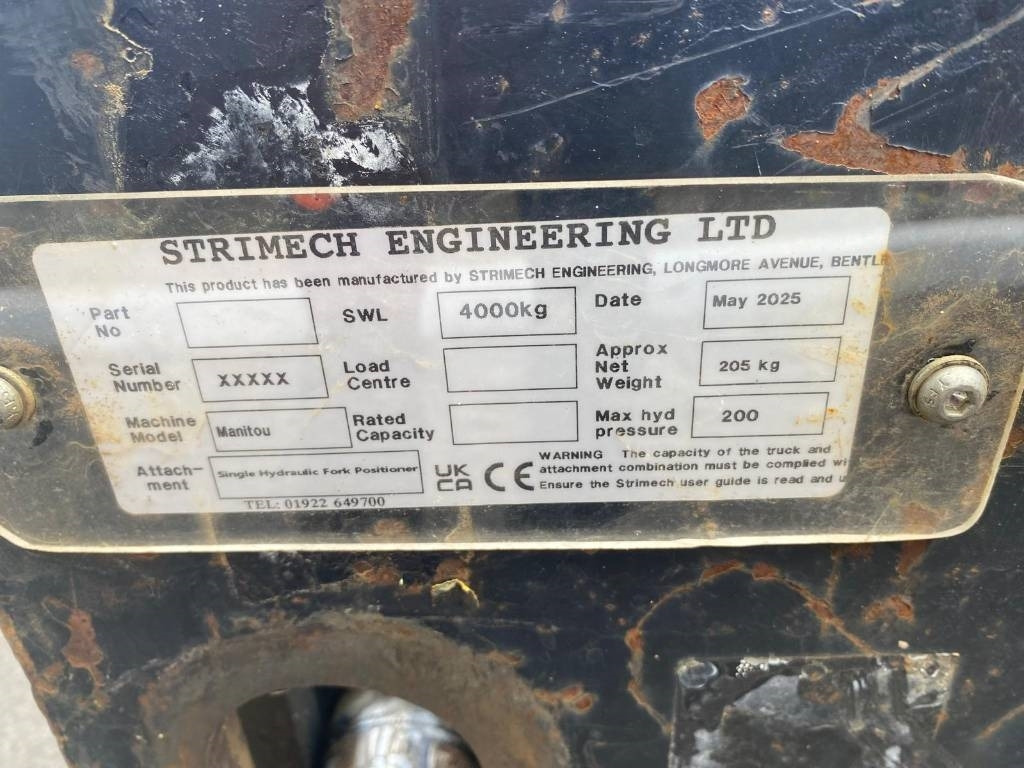 STRIMECH ENGINEERING LTD
This product has been manufactured by STRIMECH ENGINEERING, LONGMORE AVENUE,
Part No SWL 4000kg Date May 2025
Serial Number XXXXX Load Centre Approx Net Weight 205 kg
Machine Model Manitou Rated Capacity Max hyd pressure 200
Attach-ment Single Hydraulic Fork Positioner UK CA CE
WARNING The capacity of the truck and
attachment combination must be complied
Ensure the Strimech user guide is read and
TEL: 01922 649700